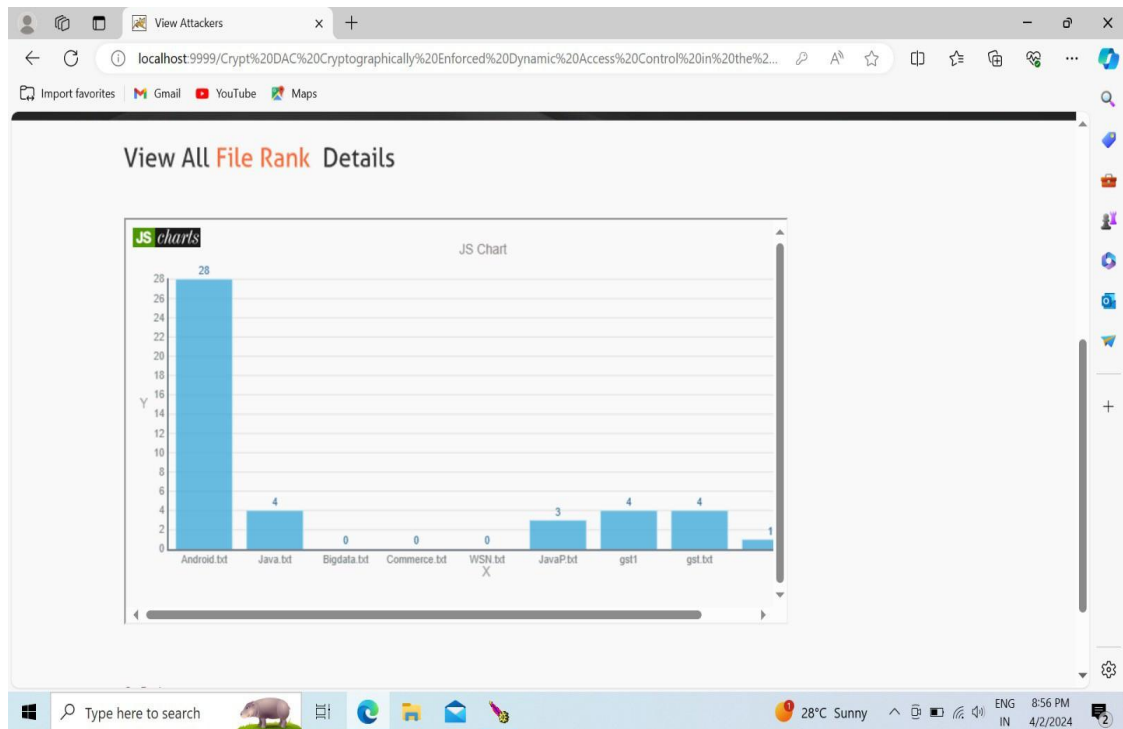 View Attackers
localhost:9999/Crypt%20DAC%20Cryptographically%20Enforced%20Dynamic%20Access%20Control%20in%20the%2...
Import favorites Gmail YouTube Maps
View All File Rank Details
JS charts
JS Chart
28
28
26
24
22
20
18
16
Y
14
12
10
8
6
4
2
0
4
0
0
0
3
4
4
1
Android.txt Java.txt Bigdata.txt Commerce.txt WSN.txt JavaP.txt gst1 gst.txt
X
Type here to search
28°C Sunny
ENG
IN
8:56 PM
4/2/2024
2